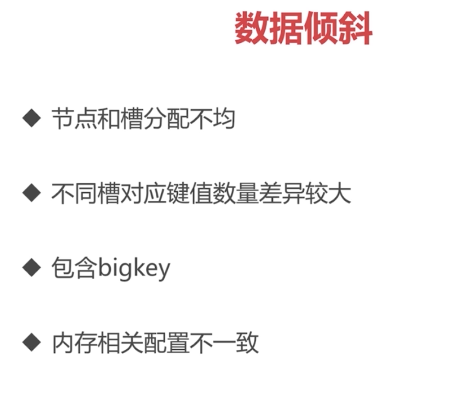 数据倾斜
◆ 节点和槽分配不均
◆ 不同槽对应键值数量差异较大
◆ 包含bigkey
◆ 内存相关配置不一致